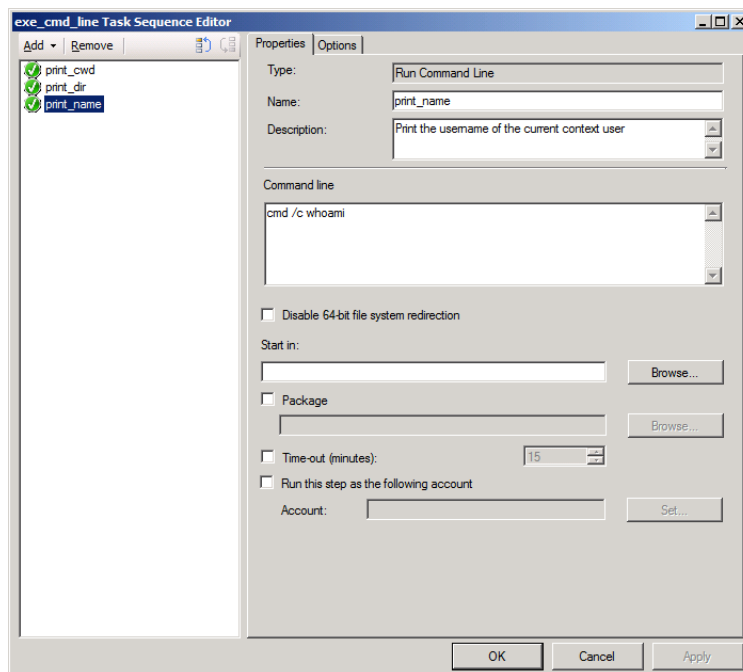 exe_cmd_line Task Sequence Editor
Add Remove
print_cwd
print_dir
print_name
Properties Options
Type: Run Command Line
Name: print_name
Description: Print the username of the current context user
Command line
cmd /c whoami
Disable 64-bit file system redirection
Start in:
Browse...
Package
Browse...
Time-out (minutes): 15
Run this step as the following account
Account: Set...
OK Cancel Apply